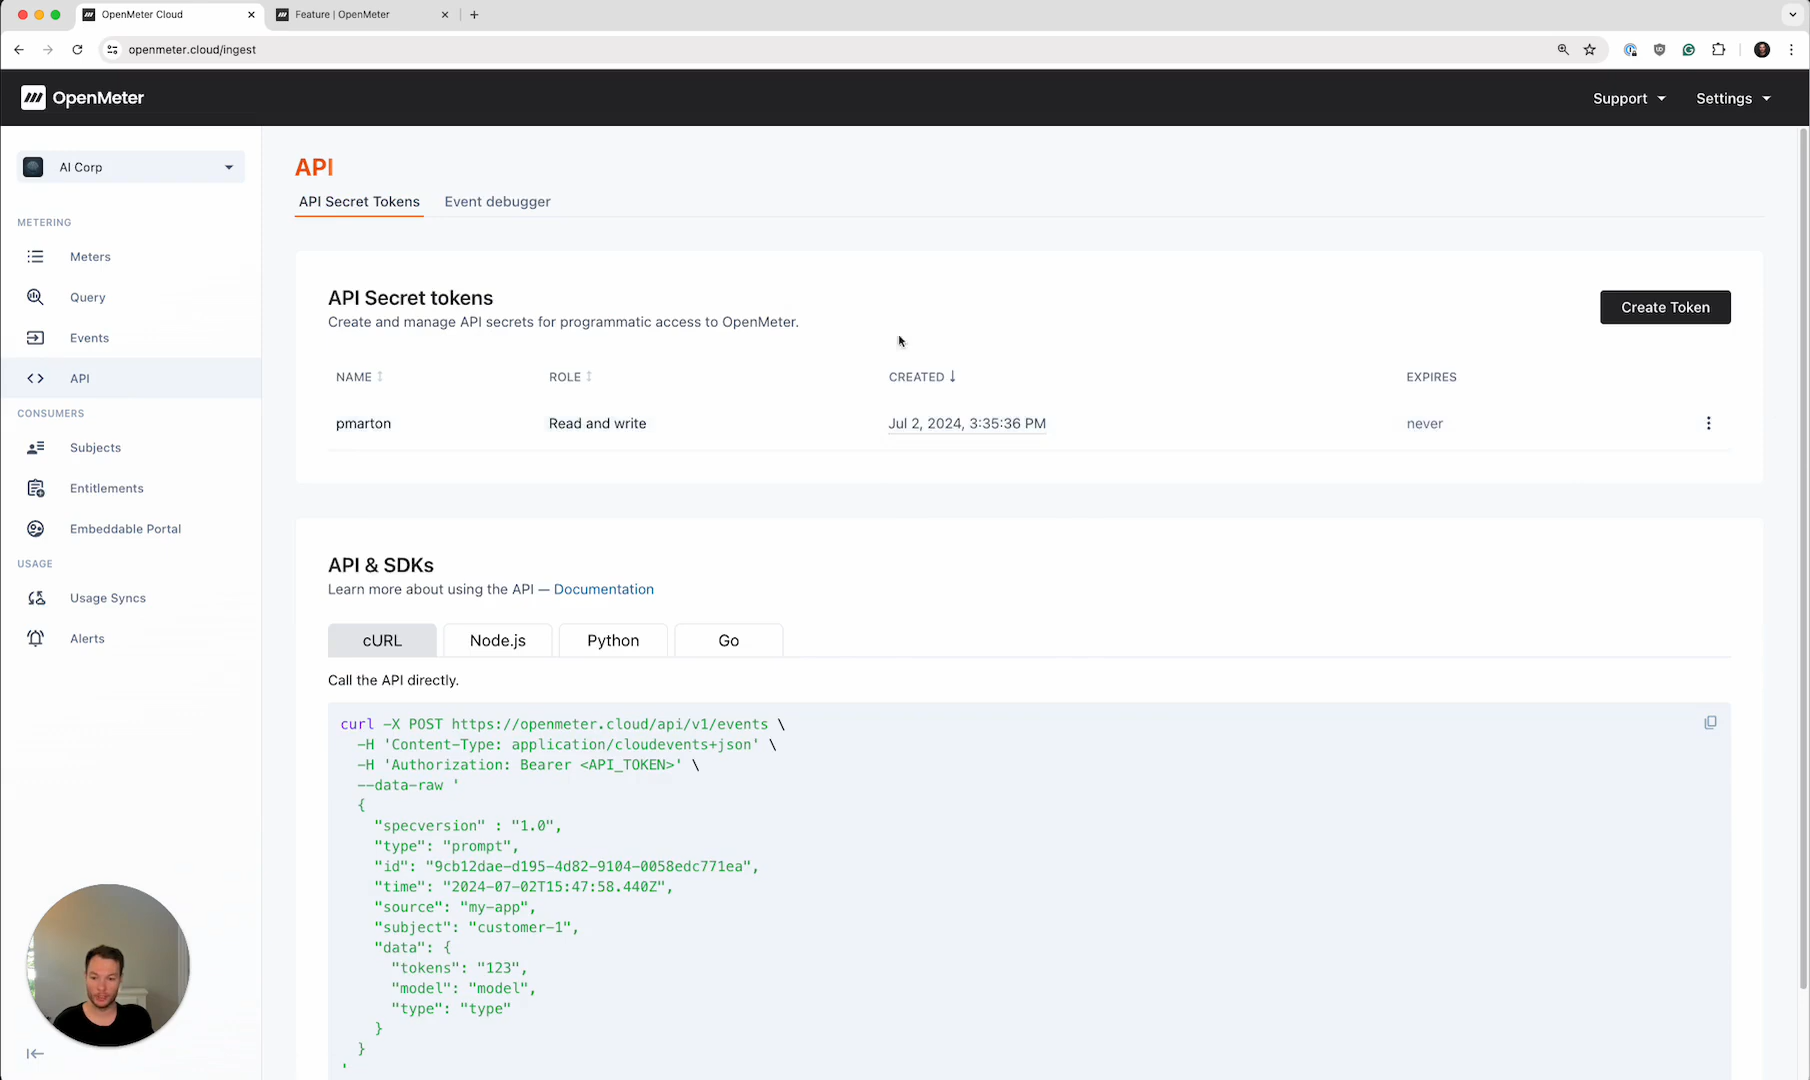 OpenMeter Cloud
Feature | OpenMeter
openmeter.cloud/ingest
OpenMeter
Support
Settings
AI Corp
METERING
Meters
Query
Events
API
CONSUMERS
Subjects
Entitlements
Embeddable Portal
USAGE
Usage Syncs
Alerts
API
API Secret Tokens
Event debugger
API Secret tokens
Create and manage API secrets for programmatic access to OpenMeter.
Create Token
NAME ROLE CREATED EXPIRES
pmarton Read and write Jul 2, 2024, 3:35:36 PM never
API & SDKs
Learn more about using the API — Documentation
cURL Node.js Python Go
Call the API directly.
curl -X POST https://openmeter.cloud/api/v1/events \
-H 'Content-Type: application/cloudevents+json' \
-H 'Authorization: Bearer <API_TOKEN>' \
--data-raw '
{
"specversion" : "1.0",
"type": "prompt",
"id": "9cb12dae-d195-4d82-9104-0058edc771ea",
"time": "2024-07-02T15:47:58.440Z",
"source": "my-app",
"subject": "customer-1",
"data": {
"tokens": "123",
"model": "model",
"type": "type"
}
}
'